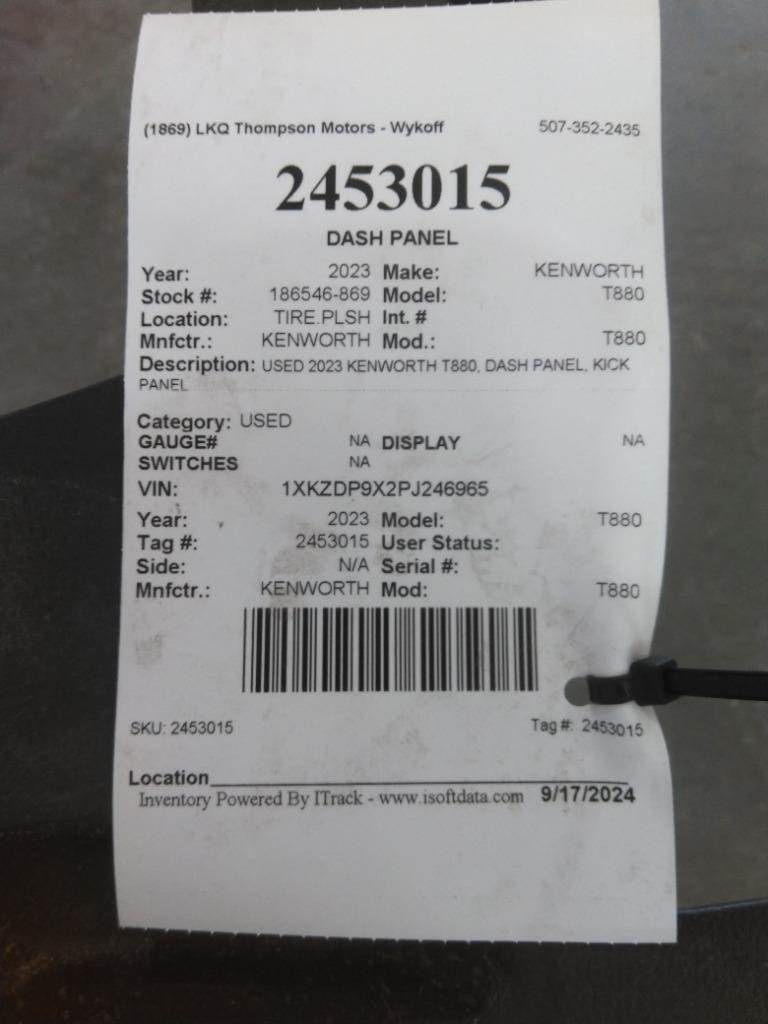 (1869) LKQ Thompson Motors - Wykoff 507-352-2435
2453015
DASH PANEL
Year: 2023 Make: KENWORTH
Stock #: 186546-869 Model: T880
Location: TIRE.PLSH Int. #
Mnfctr.: KENWORTH Mod.: T880
Description: USED 2023 KENWORTH T880, DASH PANEL, KICK
PANEL
Category: USED
GAUGE# NA DISPLAY NA
SWITCHES NA
VIN: 1XKZDP9X2PJ246965
Year: 2023 Model: T880
Tag #: 2453015 User Status:
Side: N/A Serial #:
Mnfctr.: KENWORTH Mod: T880
SKU: 2453015 Tag #: 2453015
Location
Inventory Powered By ITrack - www.isoftdata.com 9/17/2024